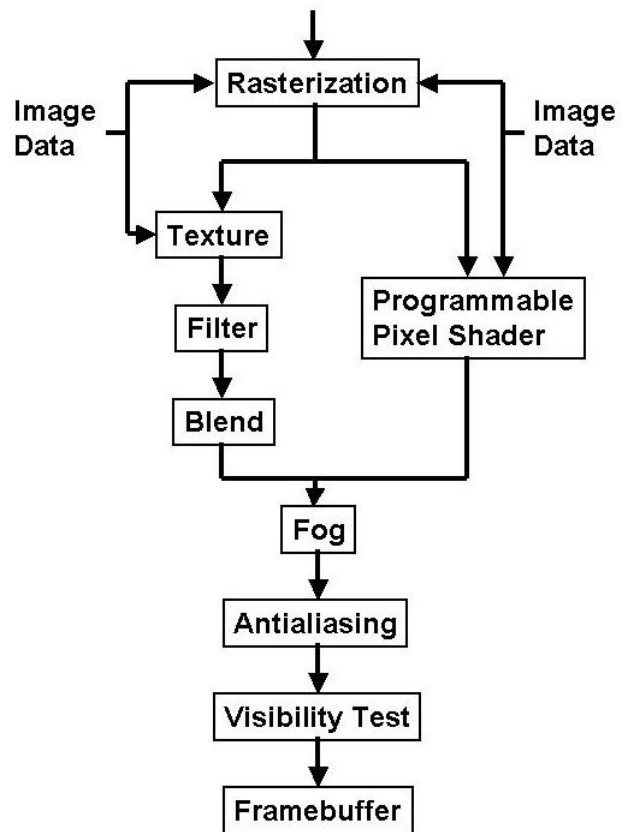 Rasterization
Image
Data
Image
Data
Texture
Programmable
Pixel Shader
Filter
Blend
Fog
Antialiasing
Visibility Test
Framebuffer